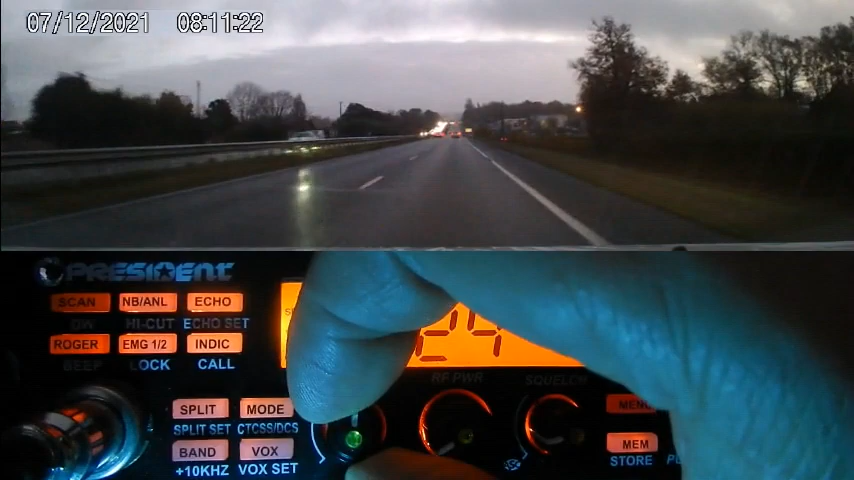 07/12/2021 08:11:22
PRESIDENT
SCAN NB/ANL ECHO
DW HI-CUT ECHO SET
ROGER EMG 1/2 INDIC
BEEP LOCK CALL
24
RF PWR SQUELCH
SPLIT MODE MENU
SPLIT SET CTCSS/DCS
BAND VOX MEM
+10KHZ VOX SET STORE